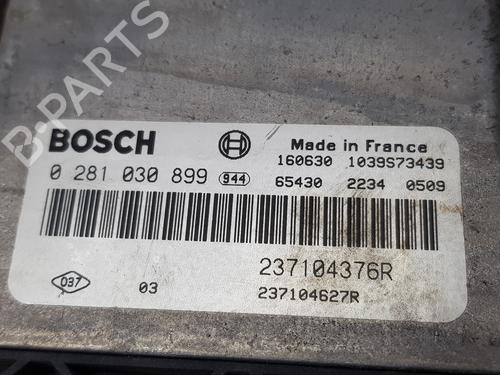 B-PARTS
BOSCH
Made in France
160630 1039S73439
0 281 030 899 944
65430 2234 0509
237104376R
037 03 237104627R